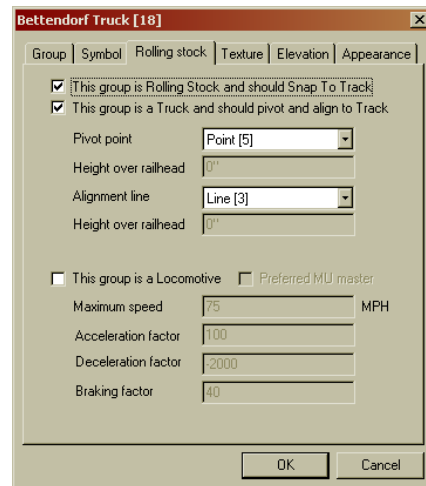 Bettendorf Truck [18]
Group Symbol Rolling stock Texture Elevation Appearance
This group is Rolling Stock and should Snap To Track
This group is a Truck and should pivot and align to Track
Pivot point Point [5]
Height over railhead 0"
Alignment line Line [3]
Height over railhead 0"
This group is a Locomotive Preferred MU master
Maximum speed 75 MPH
Acceleration factor 100
Deceleration factor -2000
Braking factor 40
OK Cancel